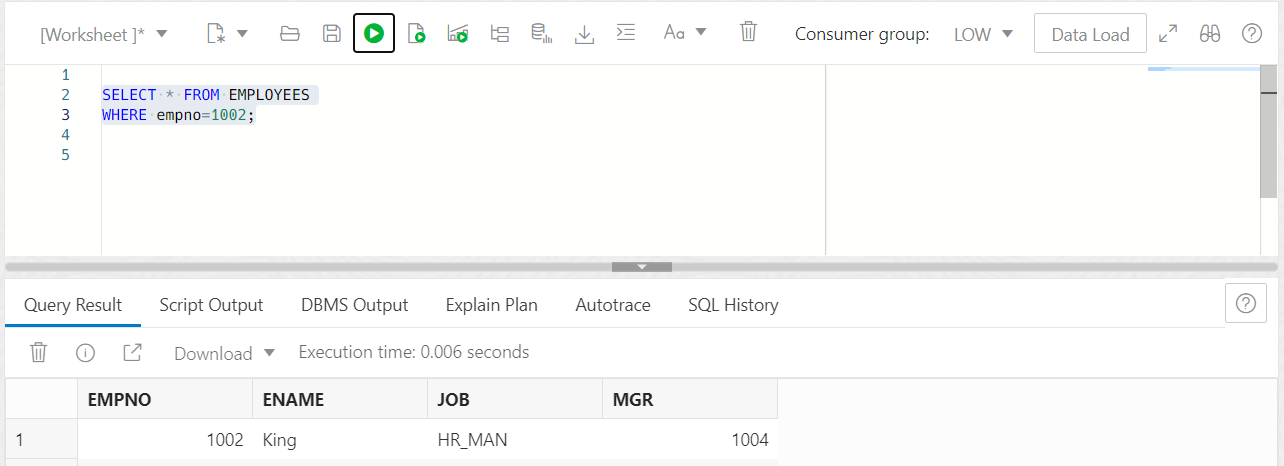 [Worksheet ]* Aa Consumer group: LOW Data Load
1
2 SELECT * FROM EMPLOYEES
3 WHERE empno=1002;
4
5
Query Result Script Output DBMS Output Explain Plan Autotrace SQL History
Download Execution time: 0.006 seconds
EMPNO ENAME JOB MGR
1 1002 King HR_MAN 1004